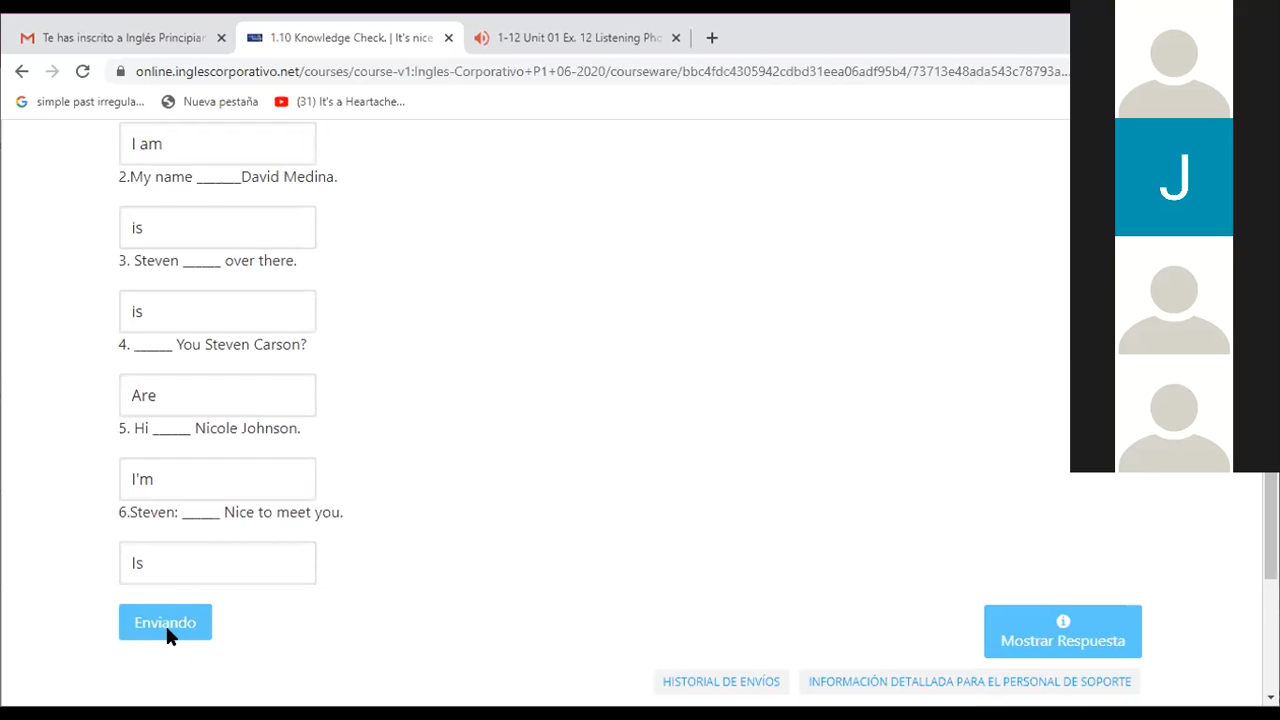 Te has inscrito a Inglés Principiar
1.10 Knowledge Check. | It's nice
1-12 Unit 01 Ex. 12 Listening Pho
online.inglescorporativo.net/courses/course-v1:Ingles-Corporativo+P1+06-2020/courseware/bbc4fdc4305942cdbd31eea06adf95b4/73713e48ada543c78793a...
simple past irregula...
Nueva pestaña
(31) It's a Heartache...
I am
2.My name ______David Medina.
is
3. Steven _____ over there.
is
4. _____ You Steven Carson?
Are
5. Hi _____ Nicole Johnson.
I'm
6.Steven: _____ Nice to meet you.
Is
Enviando
Mostrar Respuesta
HISTORIAL DE ENVÍOS
INFORMACIÓN DETALLADA PARA EL PERSONAL DE SOPORTE
J